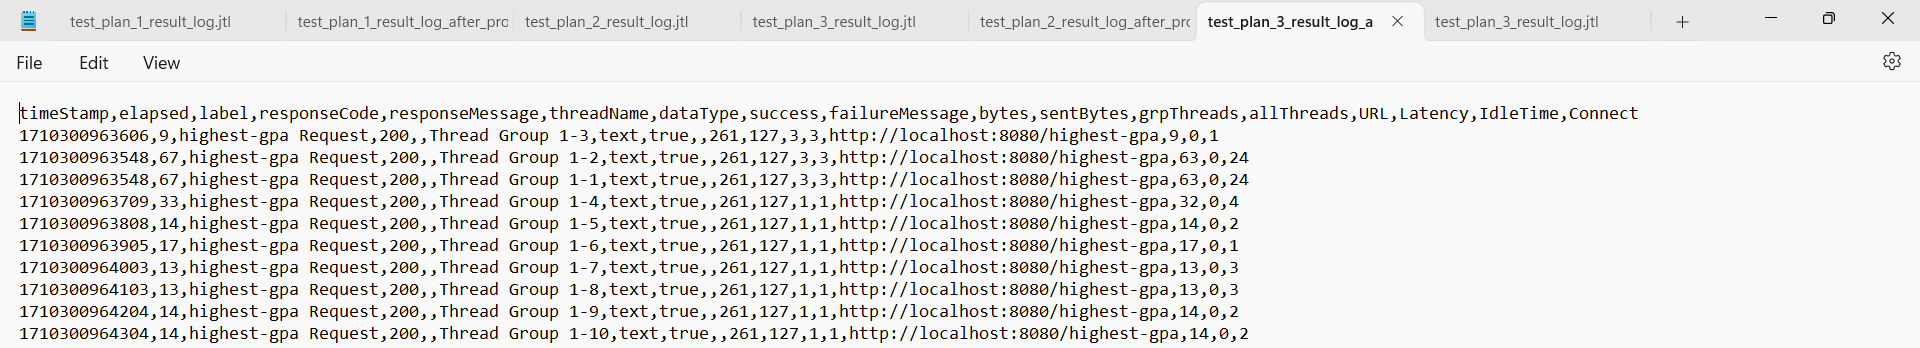 test_plan_1_result_log.jtl
test_plan_1_result_log_after_pro
test_plan_2_result_log.jtl
test_plan_3_result_log.jtl
test_plan_2_result_log_after_pro
test_plan_3_result_log_a
test_plan_3_result_log.jtl
File
Edit
View
timeStamp,elapsed,label,responseCode,responseMessage,threadName,dataType,success,failureMessage,bytes,sentBytes,grpThreads,allThreads,URL,Latency,IdleTime,Connect
1710300963606,9,highest-gpa Request,200,,Thread Group 1-3,text,true,,261,127,3,3,http://localhost:8080/highest-gpa,9,0,1
1710300963548,67,highest-gpa Request,200,,Thread Group 1-2,text,true,,261,127,3,3,http://localhost:8080/highest-gpa,63,0,24
1710300963548,67,highest-gpa Request,200,,Thread Group 1-1,text,true,,261,127,3,3,http://localhost:8080/highest-gpa,63,0,24
1710300963709,33,highest-gpa Request,200,,Thread Group 1-4,text,true,,261,127,1,1,http://localhost:8080/highest-gpa,32,0,4
1710300963808,14,highest-gpa Request,200,,Thread Group 1-5,text,true,,261,127,1,1,http://localhost:8080/highest-gpa,14,0,2
1710300963905,17,highest-gpa Request,200,,Thread Group 1-6,text,true,,261,127,1,1,http://localhost:8080/highest-gpa,17,0,1
1710300964003,13,highest-gpa Request,200,,Thread Group 1-7,text,true,,261,127,1,1,http://localhost:8080/highest-gpa,13,0,3
1710300964103,13,highest-gpa Request,200,,Thread Group 1-8,text,true,,261,127,1,1,http://localhost:8080/highest-gpa,13,0,3
1710300964204,14,highest-gpa Request,200,,Thread Group 1-9,text,true,,261,127,1,1,http://localhost:8080/highest-gpa,14,0,2
1710300964304,14,highest-gpa Request,200,,Thread Group 1-10,text,true,,261,127,1,1,http://localhost:8080/highest-gpa,14,0,2